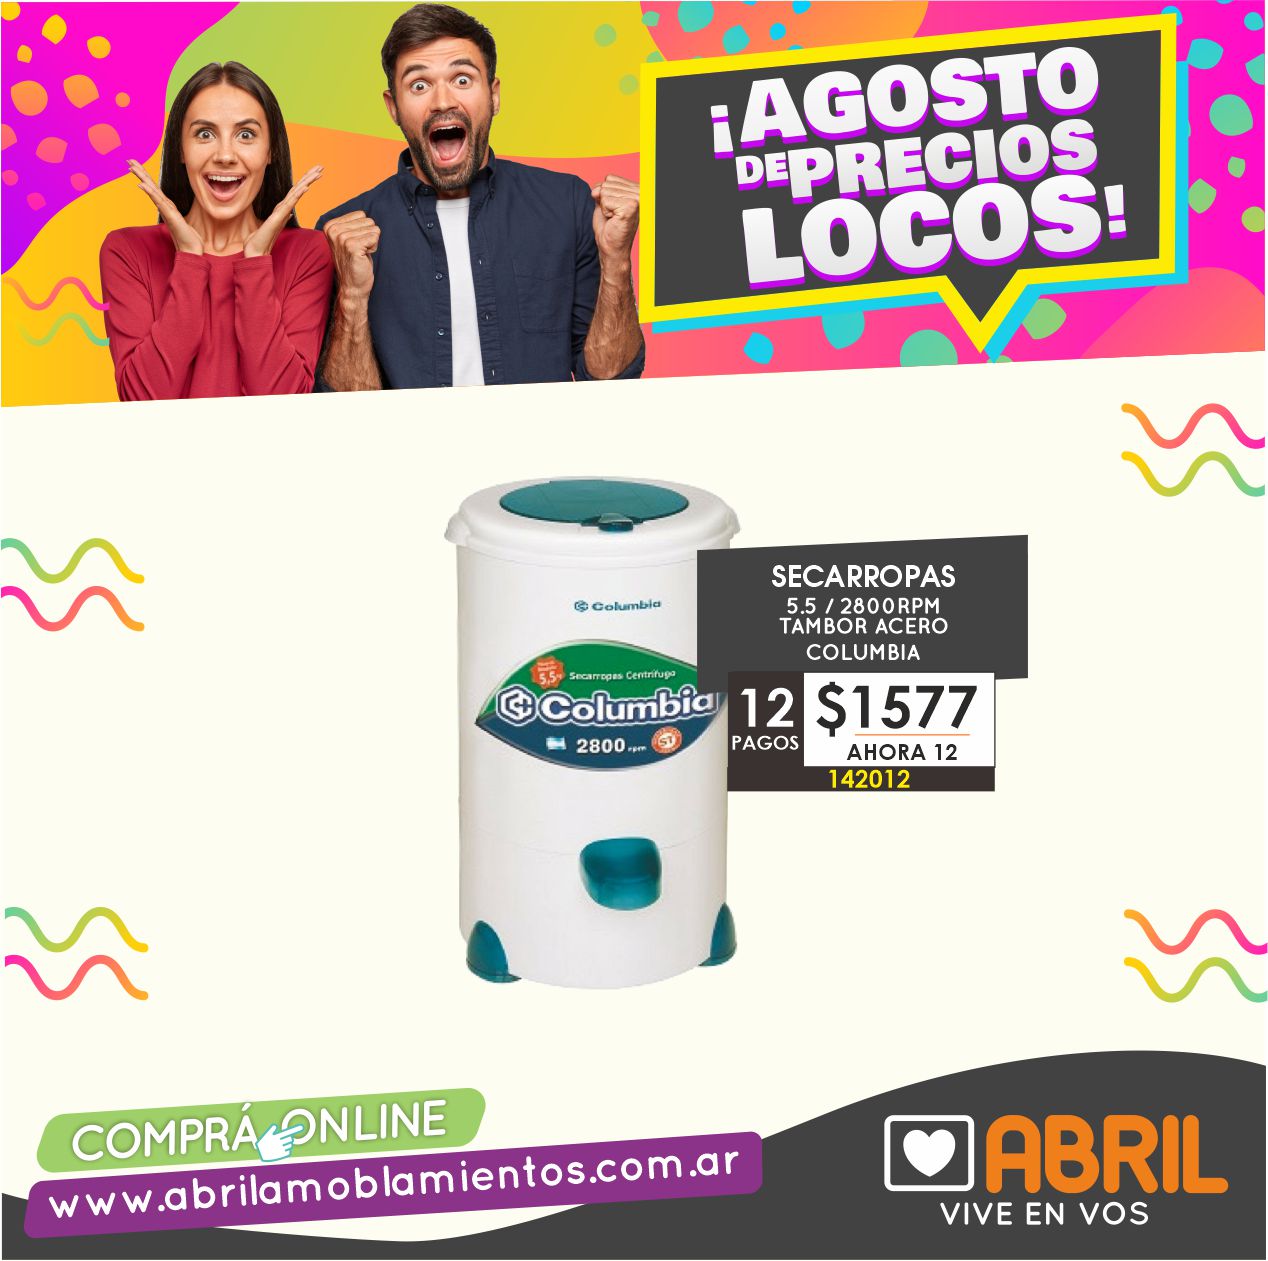 ¡AGOSTO
DE PRECIOS
LOCOS!
Columbia
5,5
Secarropas Centrífugo
Columbia
2800 rpm
SECARROPAS
5.5 / 2800RPM
TAMBOR ACERO
COLUMBIA
12
PAGOS
$1577
AHORA 12
142012
COMPRÁ ONLINE
www.abrilamoblamientos.com.ar
ABRIL
VIVE EN VOS